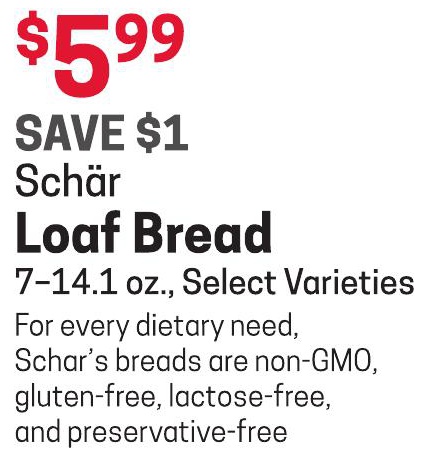 $5.99
SAVE $1
Schär
Loaf Bread
7–14.1 oz., Select Varieties
For every dietary need,
Schar’s breads are non-GMO,
gluten-free, lactose-free,
and preservative-free